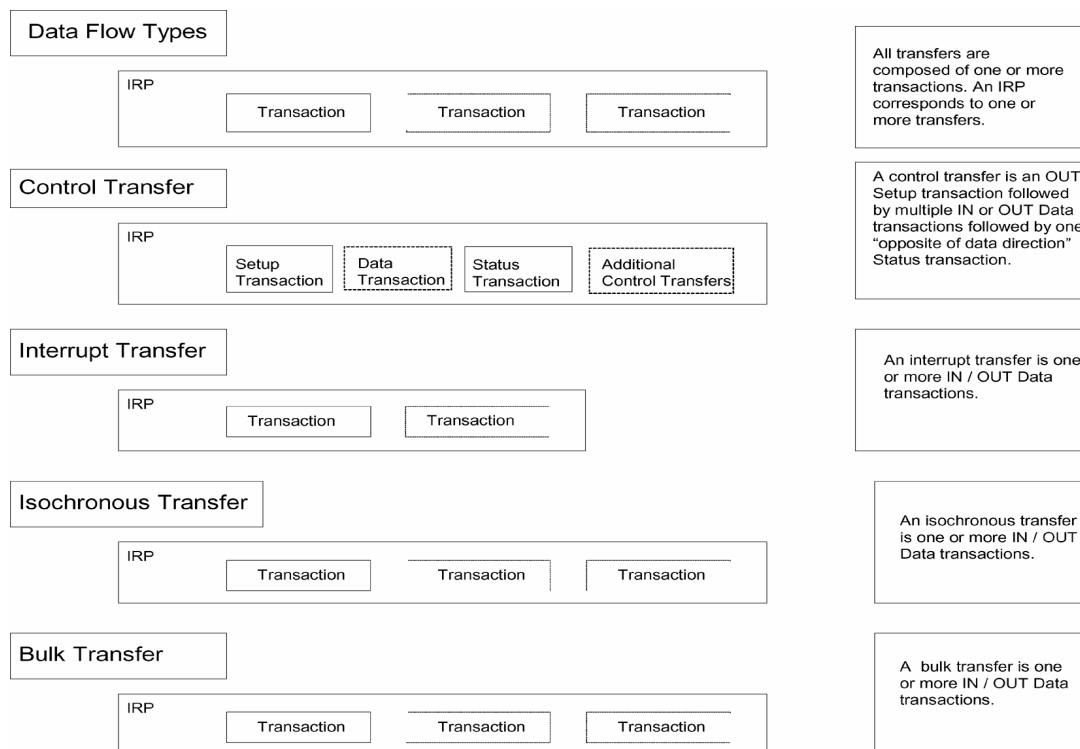 Data Flow Types
IRP
Transaction
Transaction
Transaction
All transfers are
composed of one or more
transactions. An IRP
corresponds to one or
more transfers.
Control Transfer
IRP
Setup
Transaction
Data
Transaction
Status
Transaction
Additional
Control Transfers
A control transfer is an OUT
Setup transaction followed
by multiple IN or OUT Data
transactions followed by one
“opposite of data direction”
Status transaction.
Interrupt Transfer
IRP
Transaction
Transaction
An interrupt transfer is one
or more IN / OUT Data
transactions.
Isochronous Transfer
IRP
Transaction
Transaction
Transaction
An isochronous transfer
is one or more IN / OUT
Data transactions.
Bulk Transfer
IRP
Transaction
Transaction
Transaction
A bulk transfer is one
or more IN / OUT Data
transactions.